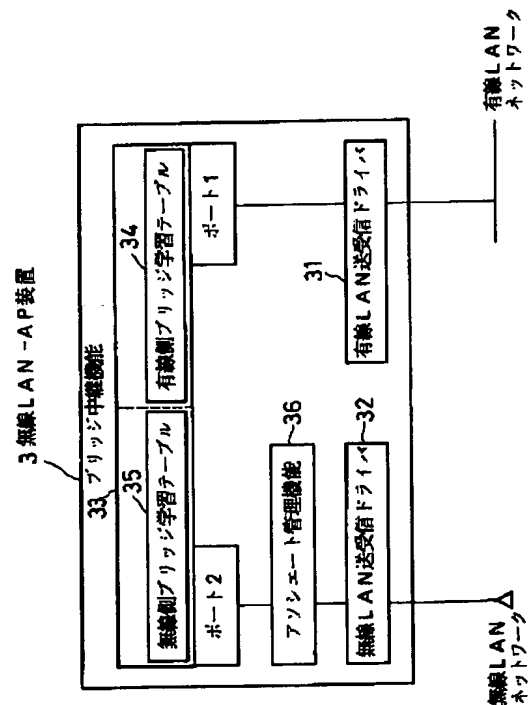 3 無線LAN-AP装置
33 ブリッジ中継機能
35
34
無線側ブリッジ学習テーブル
有線側ブリッジ学習テーブル
ポート2
ポート1
アソシエート管理機能
36
31
無線LAN送受信ドライバ
32
有線LAN送受信ドライバ
無線LAN
ネットワーク
有線LAN
ネットワーク